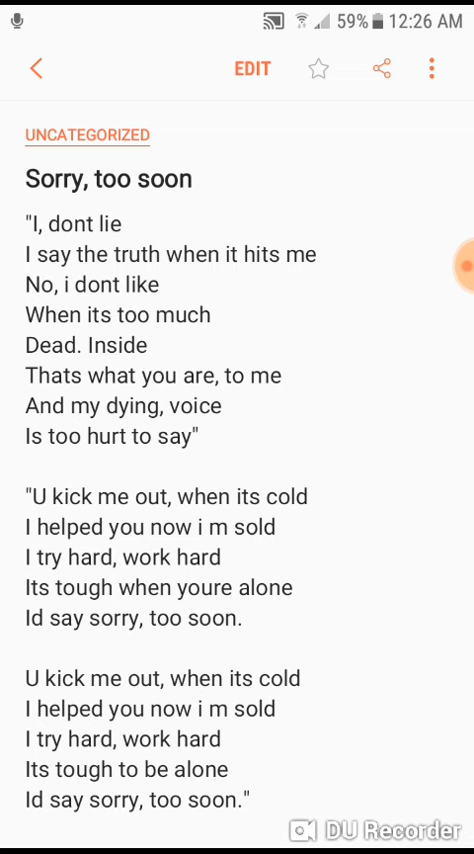 59% 12:26 AM
EDIT
UNCATEGORIZED
Sorry, too soon
"I, dont lie
I say the truth when it hits me
No, i dont like
When its too much
Dead. Inside
Thats what you are, to me
And my dying, voice
Is too hurt to say"
"U kick me out, when its cold
I helped you now i m sold
I try hard, work hard
Its tough when youre alone
Id say sorry, too soon.
U kick me out, when its cold
I helped you now i m sold
I try hard, work hard
Its tough to be alone
Id say sorry, too soon."
DU Recorder